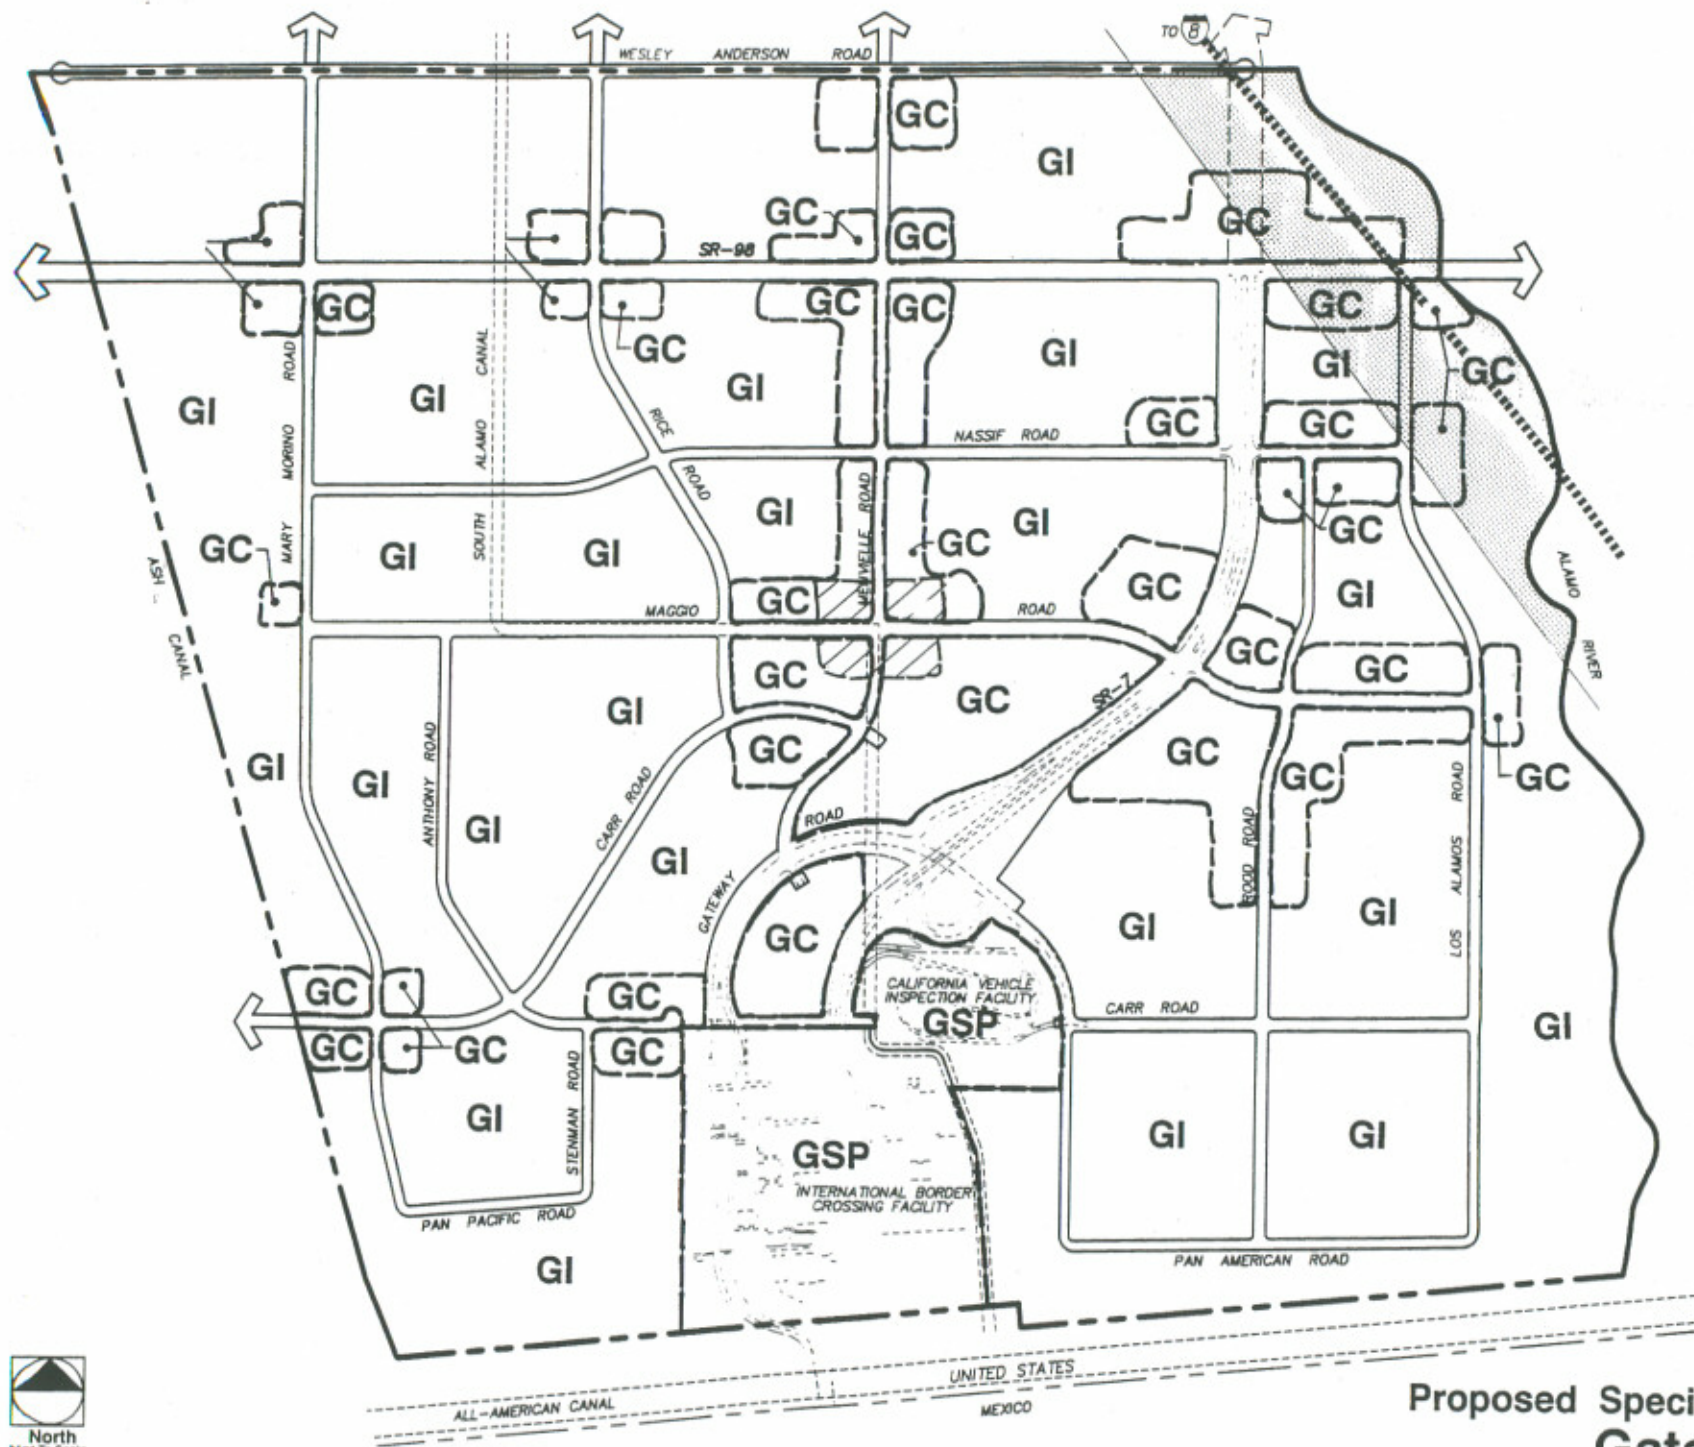 TO 8
WESLEY ANDERSON ROAD
GC
GI
GC
GC
GC
SR-98
GC
GC
GC
GC
GC
GI
GI
GI
GI
GI
GC
GC
GC
GC
MARY MORINO ROAD
SOUTH ALAMO CANAL
RICE ROAD
NASSIF ROAD
MENVIELLE ROAD
GI
GI
GC
GC
GI
GI
GC
GC
GI
ASH CANAL
GC
MAGGIO ROAD
ALAMO RIVER
GC
GC
GC
GC
SR-7
GI
GC
GC
GC
GC
GI
GI
ANTHONY ROAD
CARR ROAD
GI
ROAD
GI
GATEWAY
ROOD ROAD
LOS ALAMOS ROAD
GI
GI
GC
GC
GC
CALIFORNIA VEHICLE
INSPECTION FACILITY
GSP
CARR ROAD
GI
GC
GC
GC
STENMAN ROAD
GI
GI
GI
GSP
INTERNATIONAL BORDER
CROSSING FACILITY
PAN PACIFIC ROAD
GI
PAN AMERICAN ROAD
UNITED STATES
ALL-AMERICAN CANAL
MEXICO
North
Proposed Speci
Gate